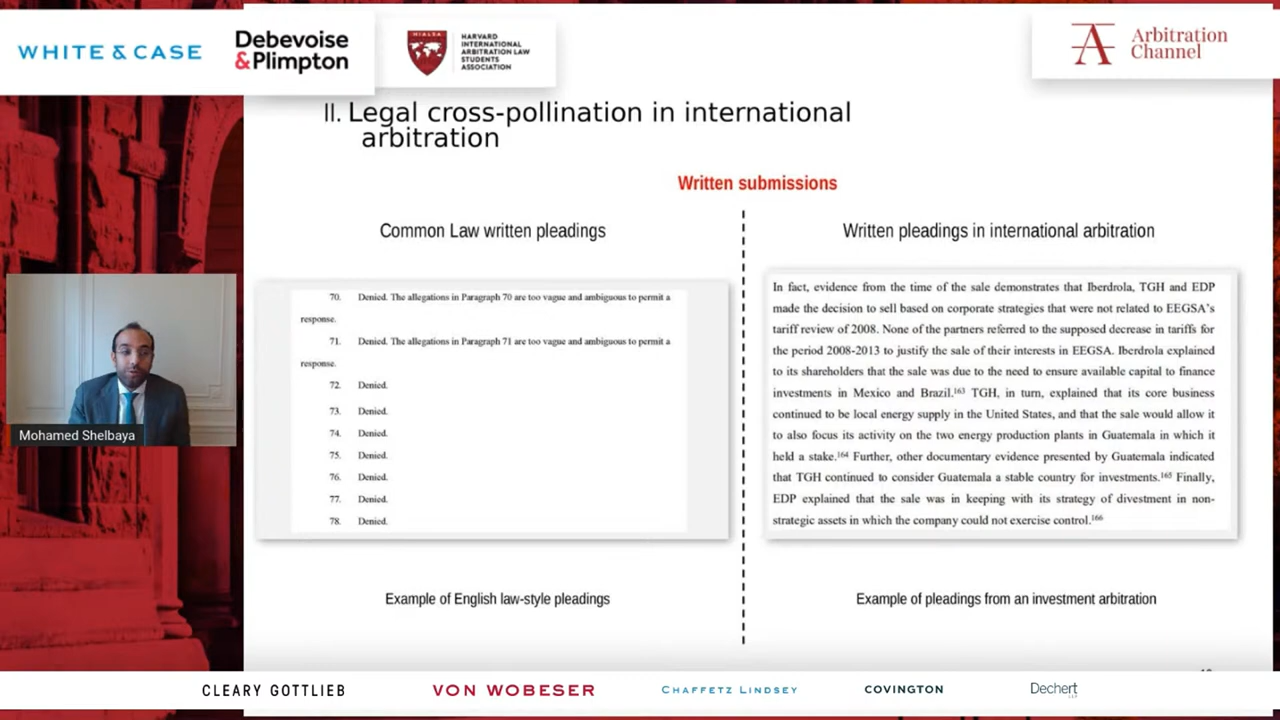 WHITE & CASE
Debevoise
&Plimpton
HIALSA
HARVARD
INTERNATIONAL
ARBITRATION LAW
STUDENTS
ASSOCIATION
Arbitration
Channel
II. Legal cross-pollination in international
arbitration
Written submissions
Common Law written pleadings
70. Denied. The allegations in Paragraph 70 are too vague and ambiguous to permit a
response.
71. Denied. The allegations in Paragraph 71 are too vague and ambiguous to permit a
response.
72. Denied.
73. Denied.
74. Denied.
75. Denied.
76. Denied.
77. Denied.
78. Denied.
Example of English law-style pleadings
Written pleadings in international arbitration
In fact, evidence from the time of the sale demonstrates that Iberdrola, TGH and EDP
made the decision to sell based on corporate strategies that were not related to EEGSA's
tariff review of 2008. None of the partners referred to the supposed decrease in tariffs for
the period 2008-2013 to justify the sale of their interests in EEGSA. Iberdrola explained
to its shareholders that the sale was due to the need to ensure available capital to finance
investments in Mexico and Brazil.¹⁶³ TGH, in turn, explained that its core business
continued to be local energy supply in the United States, and that the sale would allow it
to also focus its activity on the two energy production plants in Guatemala in which it
held a stake.¹⁶⁴ Further, other documentary evidence presented by Guatemala indicated
that TGH continued to consider Guatemala a stable country for investments.¹⁶⁵ Finally,
EDP explained that the sale was in keeping with its strategy of divestment in non-
strategic assets in which the company could not exercise control.¹⁶⁶
Example of pleadings from an investment arbitration
Mohamed Shelbaya
CLEARY GOTTLIEB
VON WOBESER
CHAFFETZ LINDSEY
COVINGTON
Dechert
LLP